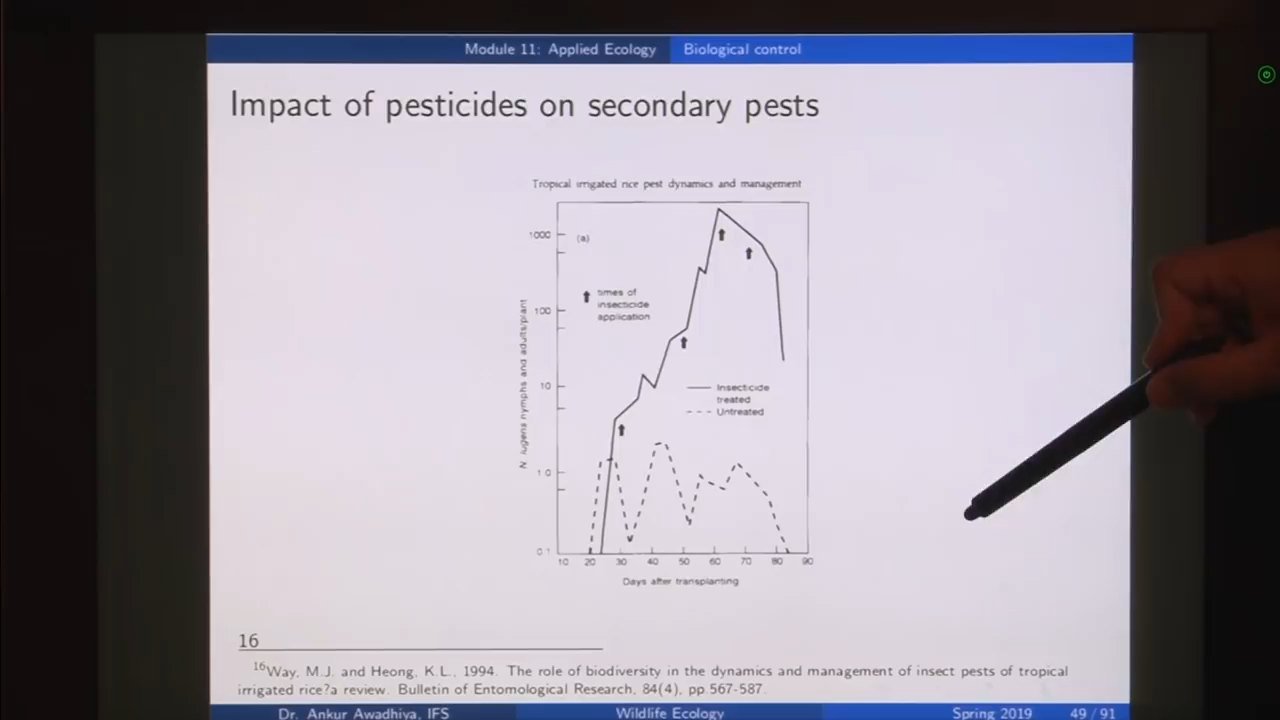 Module 11: Applied Ecology Biological control
Impact of pesticides on secondary pests
Tropical irrigated rice pest dynamics and management
1000
(a)
times of
insecticide
application
100
N lugens nymphs and adults/plant
10
Insecticide
treated
Untreated
1 0
0 1
10 20 30 40 50 60 70 80 90
Days after transplanting
16
16Way, M.J. and Heong, K.L., 1994. The role of biodiversity in the dynamics and management of insect pests of tropical
irrigated rice?a review. Bulletin of Entomological Research, 84(4), pp.567-587.
Dr. Ankur Awadhiya, IFS Wildlife Ecology Spring 2019 49 / 91